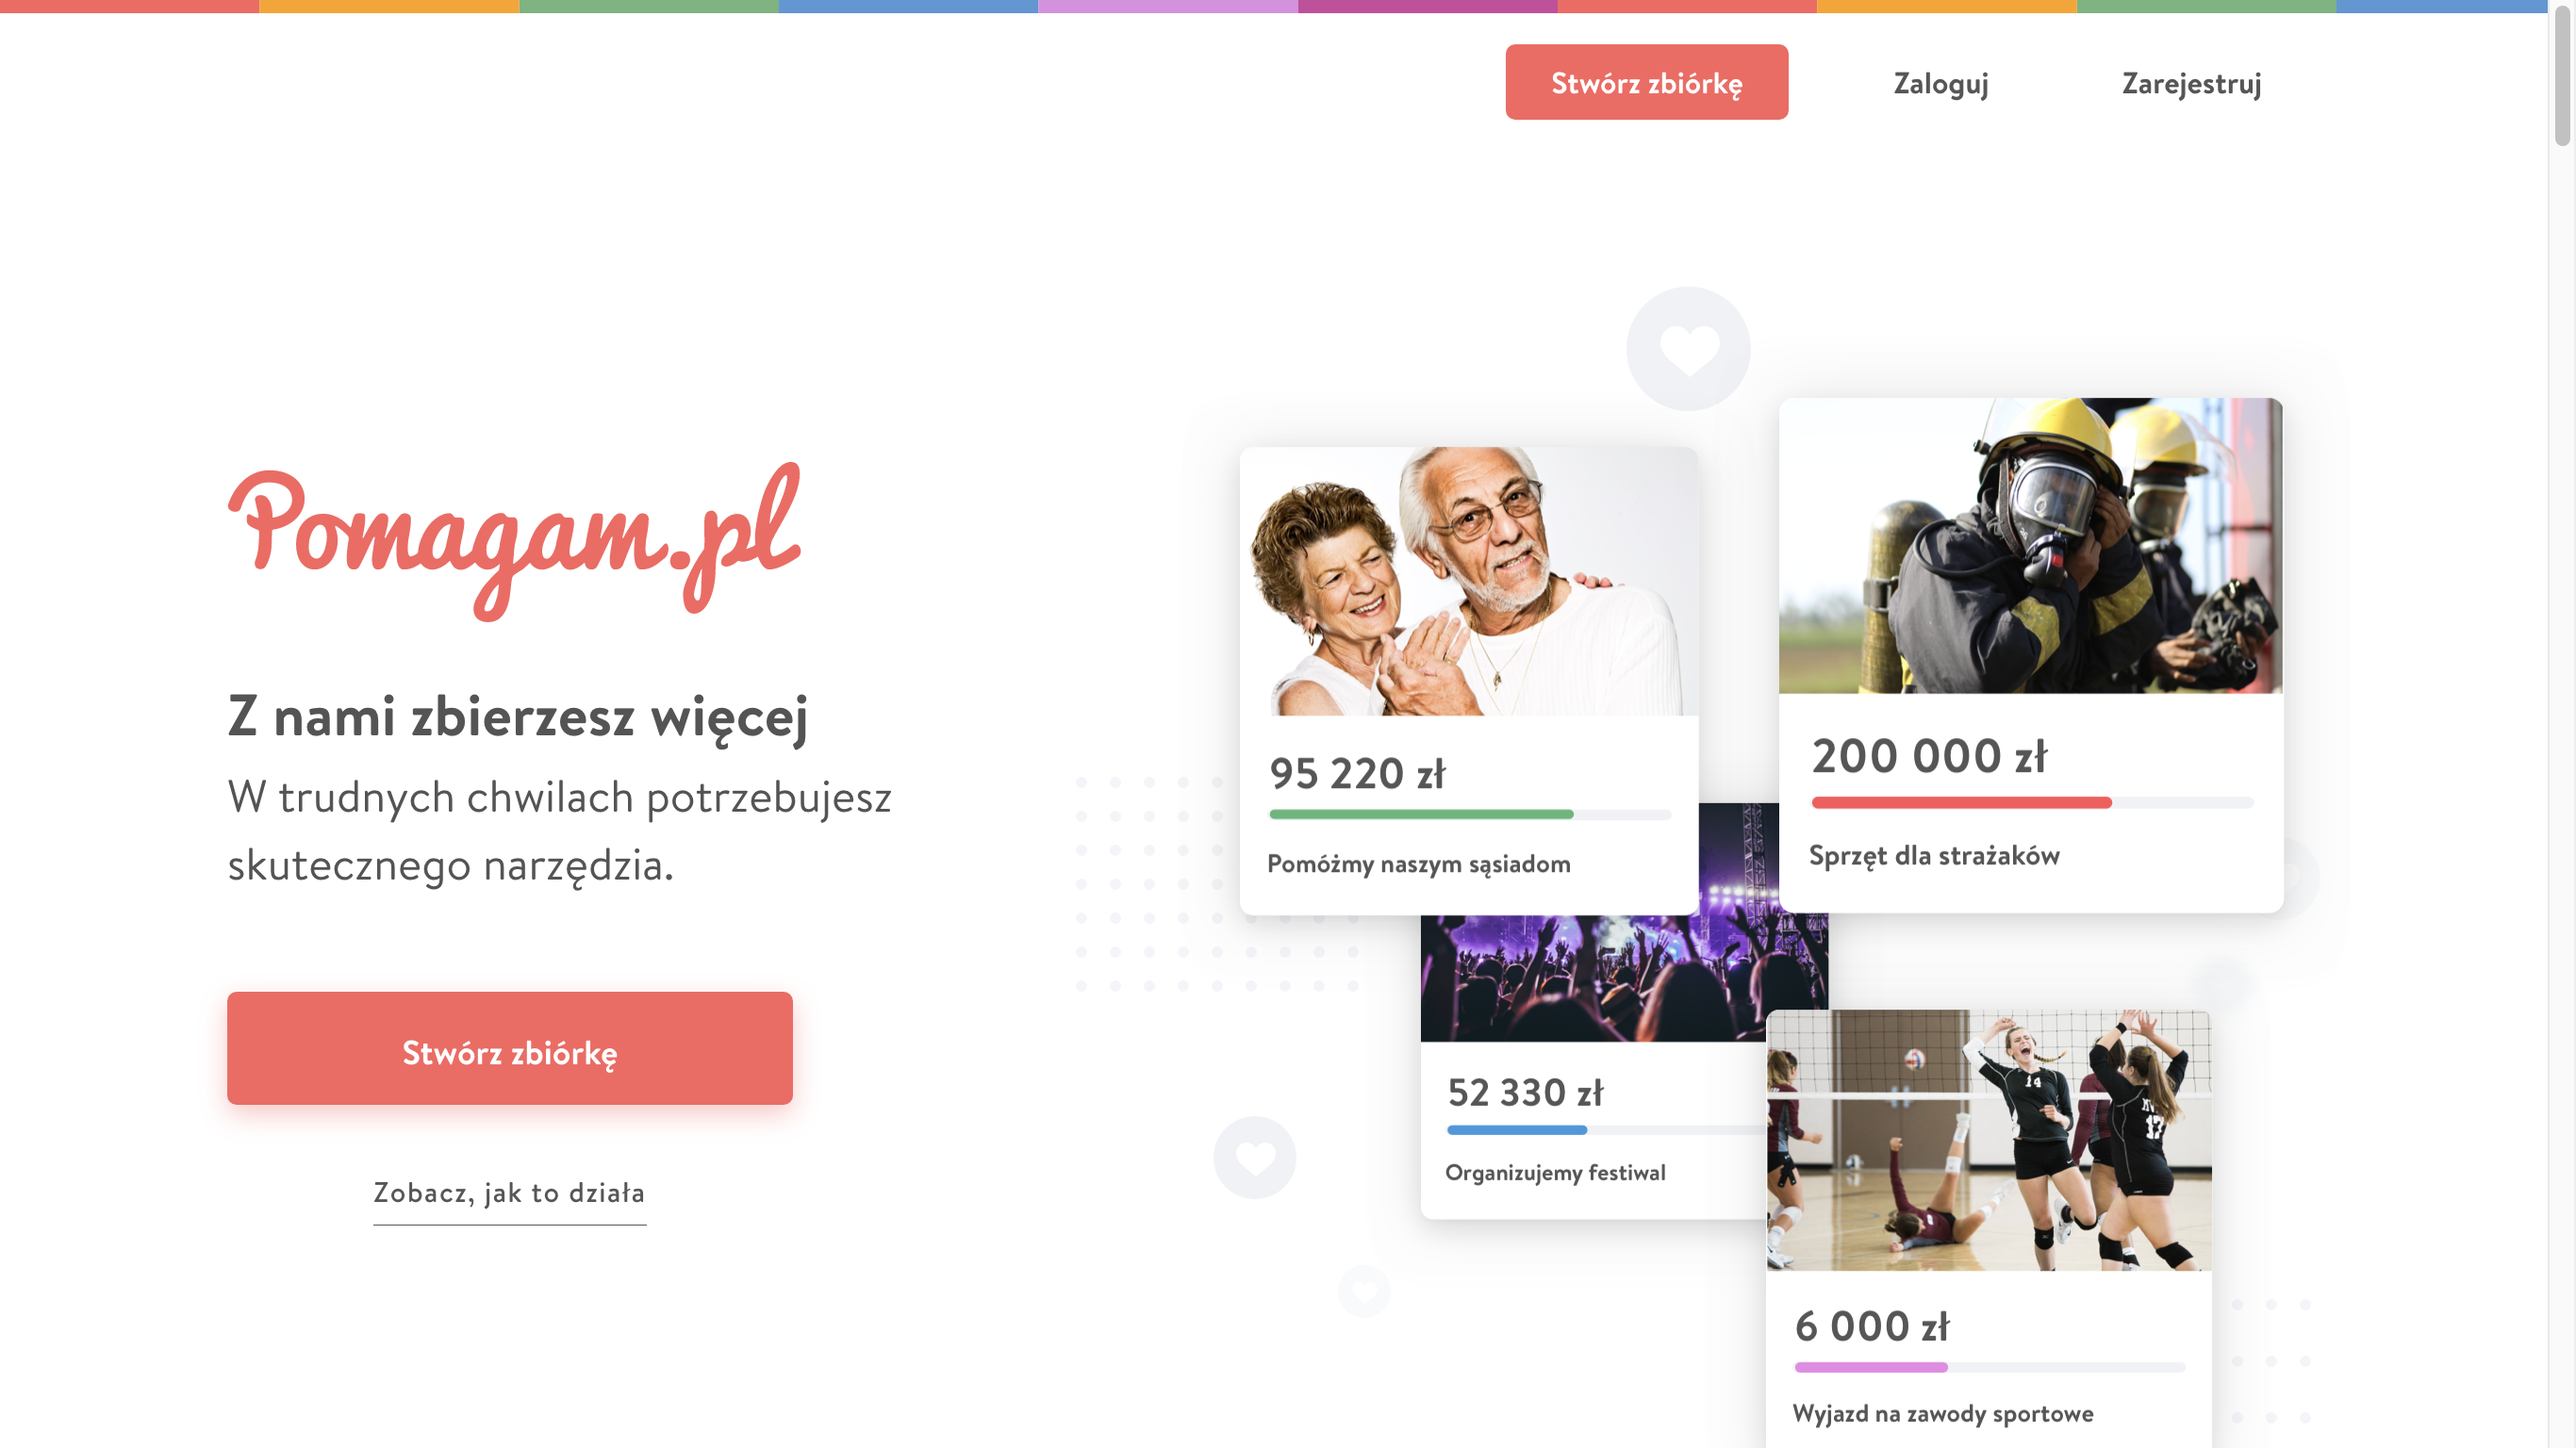 Stwórz zbiórkę
Zaloguj
Zarejestruj
Pomagam.pl
Z nami zbierzesz więcej
W trudnych chwilach potrzebujesz
skutecznego narzędzia.
Stwórz zbiórkę
Zobacz, jak to działa
95 220 zł
Pomóżmy naszym sąsiadom
200 000 zł
Sprzęt dla strażaków
52 330 zł
Organizujemy festiwal
14
17
6 000 zł
Wyjazd na zawody sportowe